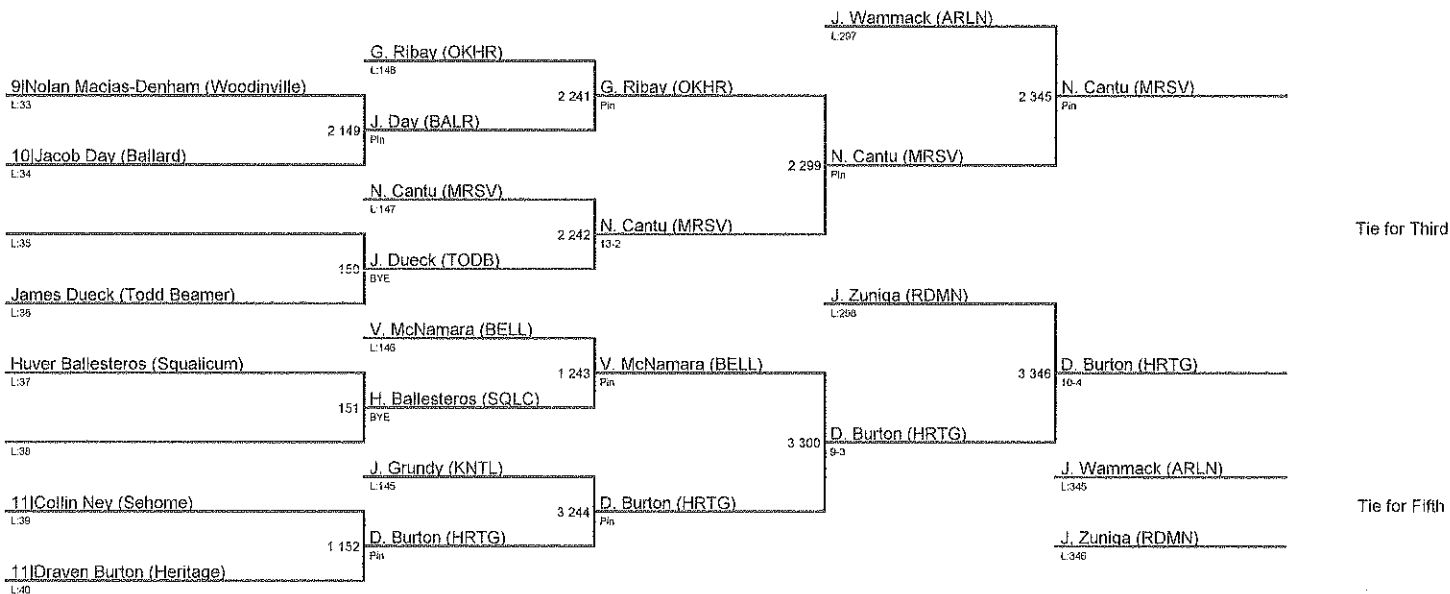 9|Nolan Macias-Denham (Woodinville)
L:33
10|Jacob Day (Ballard)
L:34
L:35
James Dueck (Todd Beamer)
L:36
Huver Ballesteros (Squalicum)
L:37
L:38
11|Collin Ney (Sehome)
L:39
11|Draven Burton (Heritage)
L:40
G. Ribay (OKHR)
L:148
2 149
J. Day (BALR)
Pin
N. Cantu (MRSV)
L:147
150
J. Dueck (TODB)
BYE
V. McNamara (BELL)
L:146
151
H. Ballesteros (SQLC)
BYE
J. Grundy (KNTL)
L:145
1 152
D. Burton (HRTG)
Pin
2 241
G. Ribay (OKHR)
Pin
2 242
N. Cantu (MRSV)
13-2
1 243
V. McNamara (BELL)
Pin
3 244
D. Burton (HRTG)
Pin
J. Wammack (ARLN)
L:297
2 299
N. Cantu (MRSV)
Pin
J. Zuniga (RDMN)
L:298
3 300
D. Burton (HRTG)
9-3
2 345
N. Cantu (MRSV)
Pin
3 346
D. Burton (HRTG)
10-4
J. Wammack (ARLN)
L:345
J. Zuniga (RDMN)
L:346
Tie for Third
Tie for Fifth